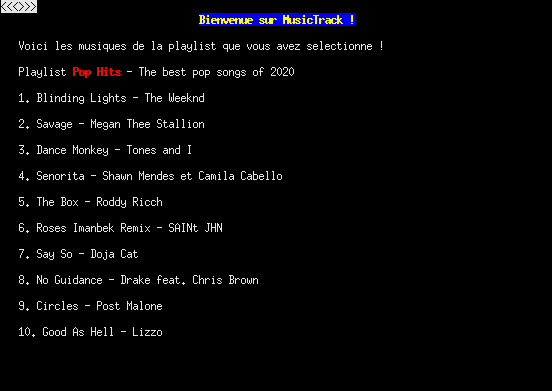 <<<>>>
Bienvenue sur MusicTrack !
Voici les musiques de la playlist que vous avez selectionne !
Playlist Pop Hits - The best pop songs of 2020
1. Blinding Lights - The Weeknd
2. Savage - Megan Thee Stallion
3. Dance Monkey - Tones and I
4. Senorita - Shawn Mendes et Camila Cabello
5. The Box - Roddy Ricch
6. Roses Imanbek Remix - SAINt JHN
7. Say So - Doja Cat
8. No Guidance - Drake feat. Chris Brown
9. Circles - Post Malone
10. Good As Hell - Lizzo